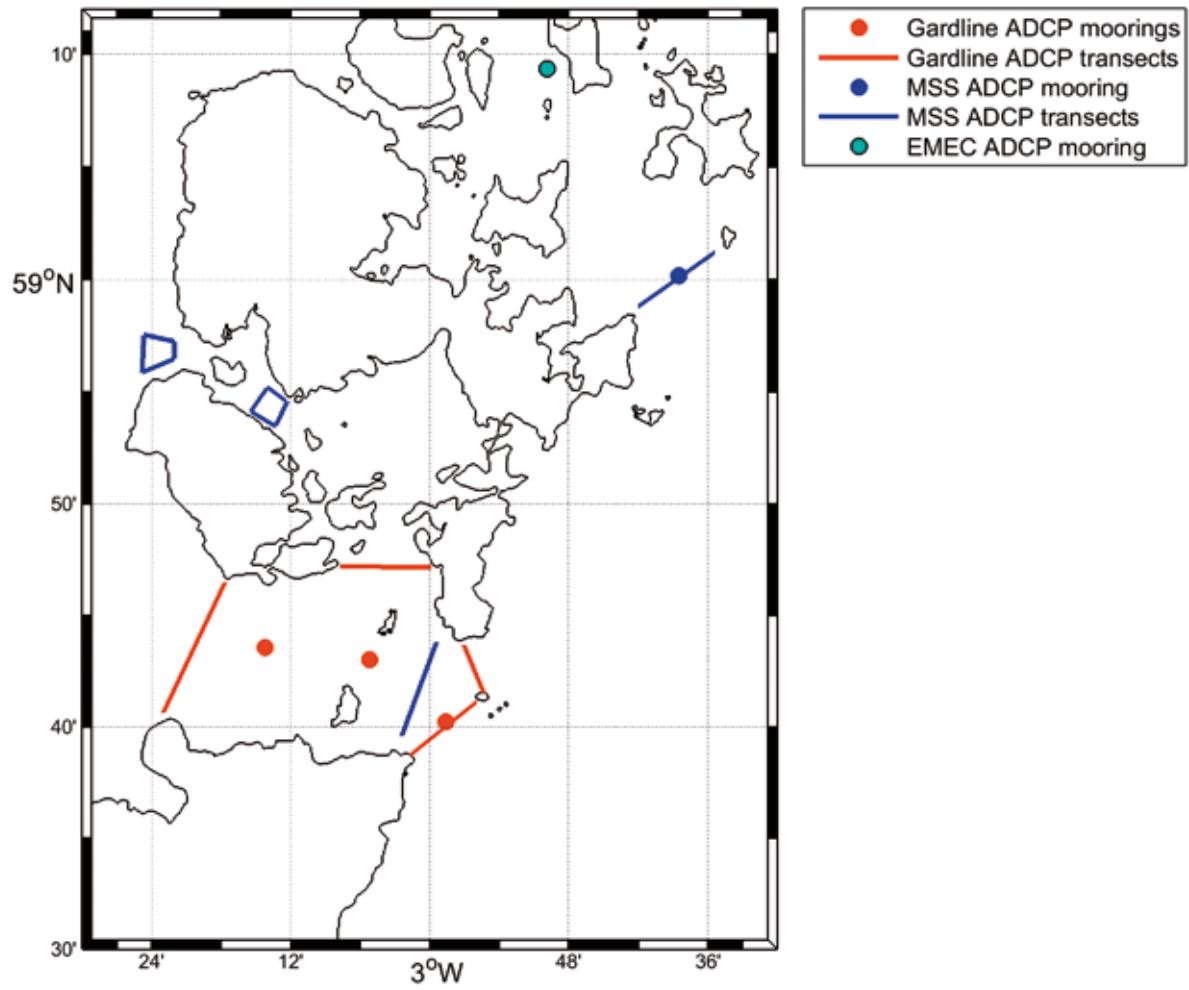 Gardline ADCP moorings
Gardline ADCP transects
MSS ADCP mooring
MSS ADCP transects
EMEC ADCP mooring
10'
59°N
50'
40'
30'
24'
12'
3°W
48'
36'